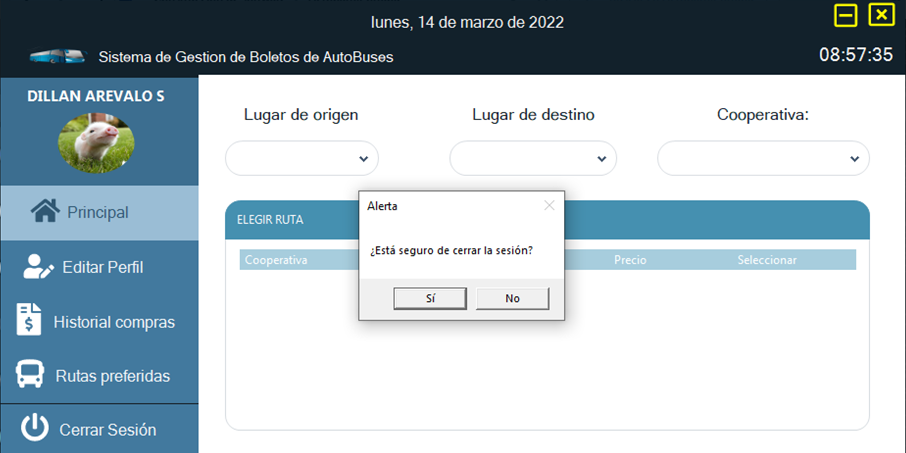 lunes, 14 de marzo de 2022
Sistema de Gestion de Boletos de AutoBuses
08:57:35
DILLAN AREVALO S
Principal
Editar Perfil
Historial compras
Rutas preferidas
Cerrar Sesión
Lugar de origen
Lugar de destino
Cooperativa:
ELEGIR RUTA
Cooperativa
Precio
Seleccionar
Alerta
¿Está seguro de cerrar la sesión?
Sí
No